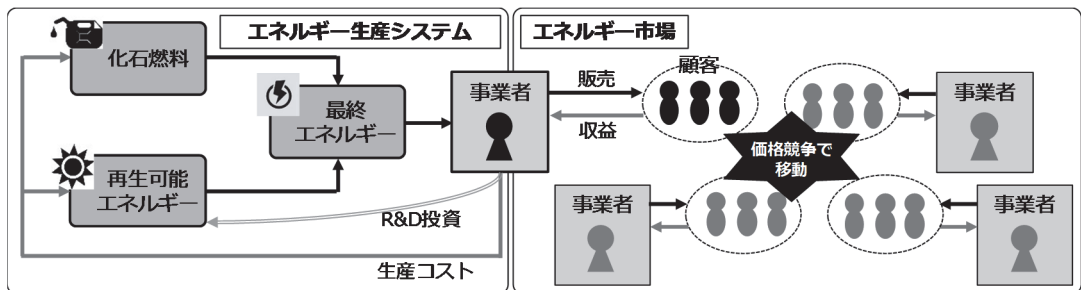 エネルギー生産システム
化石燃料
最終
エネルギー
再生可能
エネルギー
事業者
R&D投資
生産コスト
エネルギー市場
販売
収益
顧客
価格競争で
移動
事業者
事業者
事業者